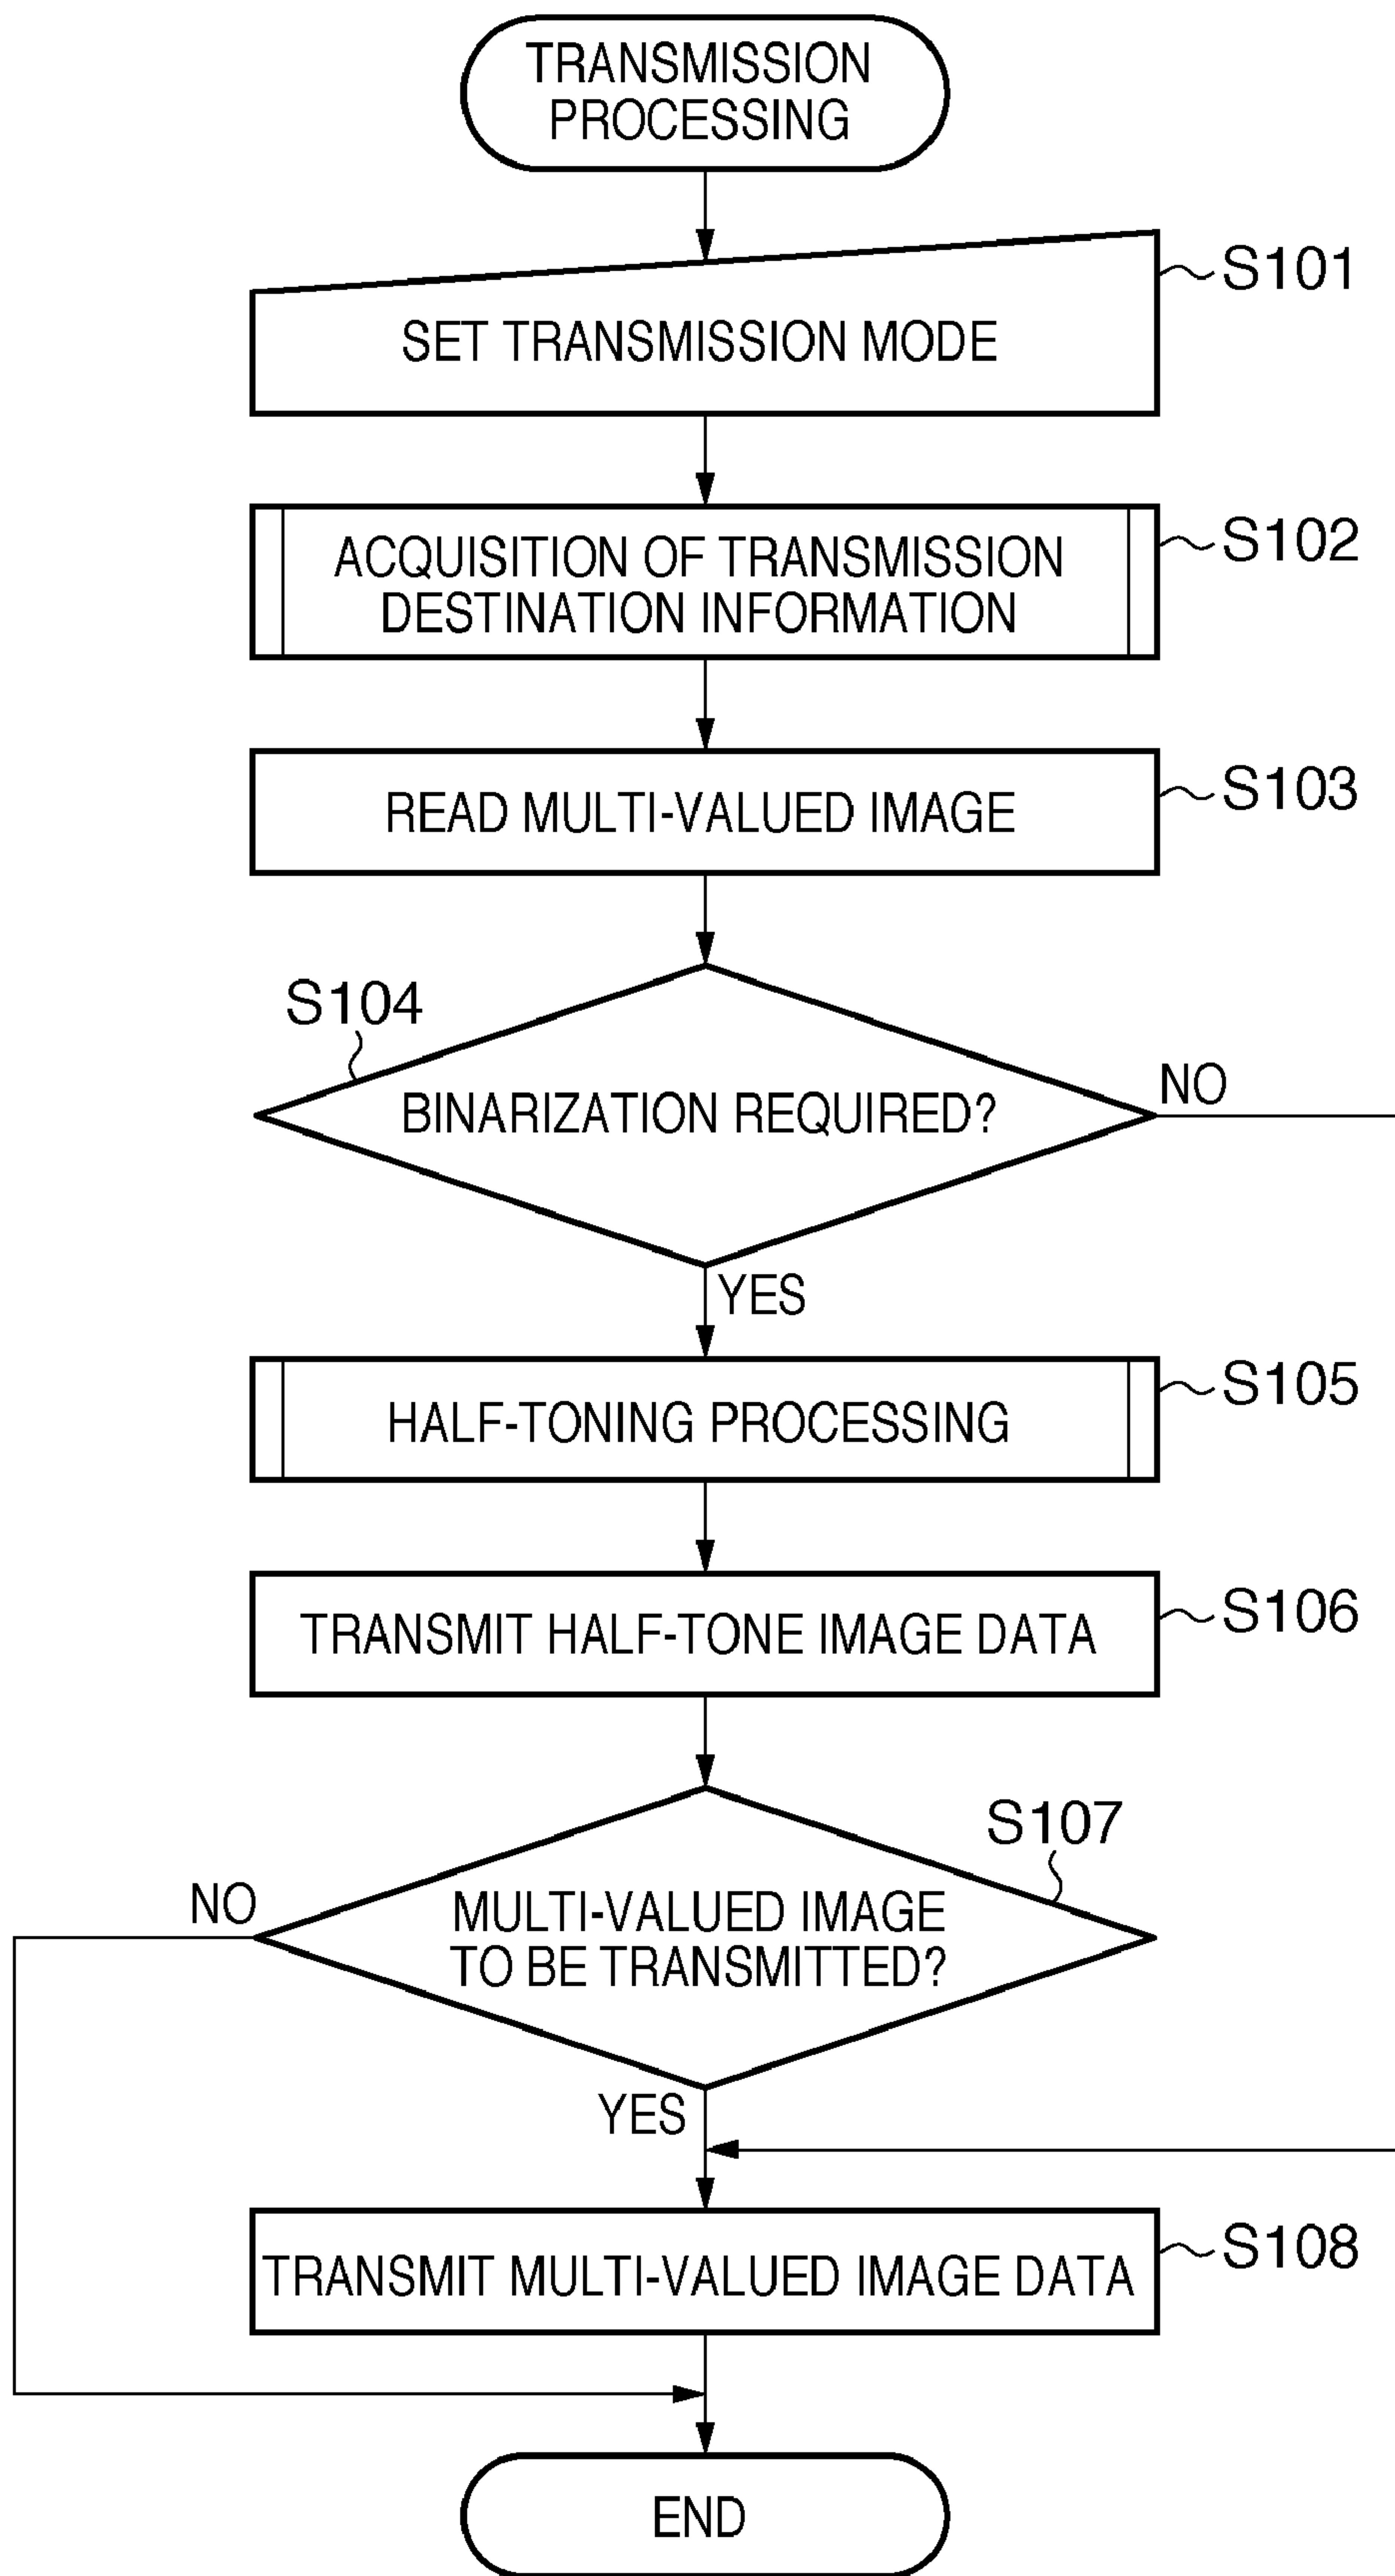 TRANSMISSION
PROCESSING
S101
SET TRANSMISSION MODE
S102
ACQUISITION OF TRANSMISSION
DESTINATION INFORMATION
S103
READ MULTI-VALUED IMAGE
S104
BINARIZATION REQUIRED?
NO
YES
S105
HALF-TONING PROCESSING
S106
TRANSMIT HALF-TONE IMAGE DATA
S107
NO
MULTI-VALUED IMAGE
TO BE TRANSMITTED?
YES
S108
TRANSMIT MULTI-VALUED IMAGE DATA
END